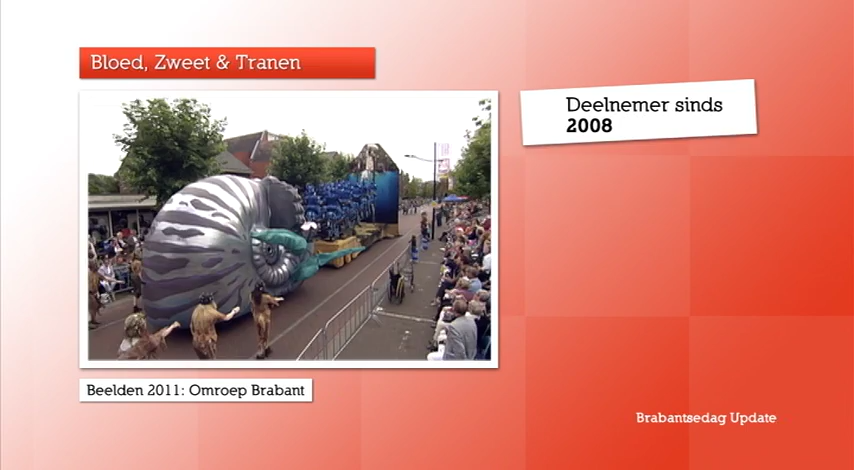 Bloed, Zweet & Tranen
Deelnemer sinds
2008
Beelden 2011: Omroep Brabant
Brabantsedag Update